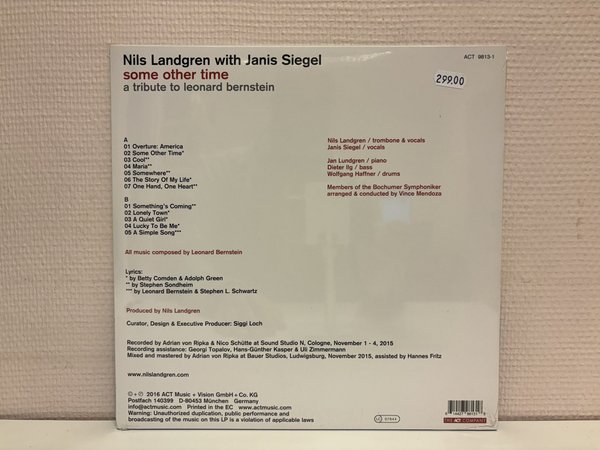 Nils Landgren with Janis Siegel
some other time
a tribute to leonard bernstein
ACT 9813-1
299,00
A
01 Overture: America
02 Some Other Time*
03 Cool**
04 Maria**
05 Somewhere**
06 The Story Of My Life*
07 One Hand, One Heart**
B
01 Something's Coming**
02 Lonely Town*
03 A Quiet Girl*
04 Lucky To Be Me*
05 A Simple Song***
Nils Landgren / trombone & vocals
Janis Siegel / vocals
Jan Lundgren / piano
Dieter Ilg / bass
Wolfgang Haffner / drums
Members of the Bochumer Symphoniker
arranged & conducted by Vince Mendoza
All music composed by Leonard Bernstein
Lyrics:
* by Betty Comden & Adolph Green
** by Stephen Sondheim
*** by Leonard Bernstein & Stephen L. Schwartz
Produced by Nils Landgren
Curator, Design & Executive Producer: Siggi Loch
Recorded by Adrian von Ripka & Nico Schütte at Sound Studio N, Cologne, November 1 - 4, 2015
Recording assistance: Georgi Topalov, Hans-Günther Kasper & Uli Zimmermann
Mixed and mastered by Adrian von Ripka at Bauer Studios, Ludwigsburg, November 2015, assisted by Hannes Fritz
www.nilslandgren.com
© + ℗ 2016 ACT Music + Vision GmbH + Co. KG
Postfach 140399 D-80453 München Germany
info@actmusic.com Printed in the EC www.actmusic.com
Warning: Unauthorized duplication, public performance and
broadcasting of the music on this LP is a violation of applicable laws
LC 07644
THE ACT COMPANY